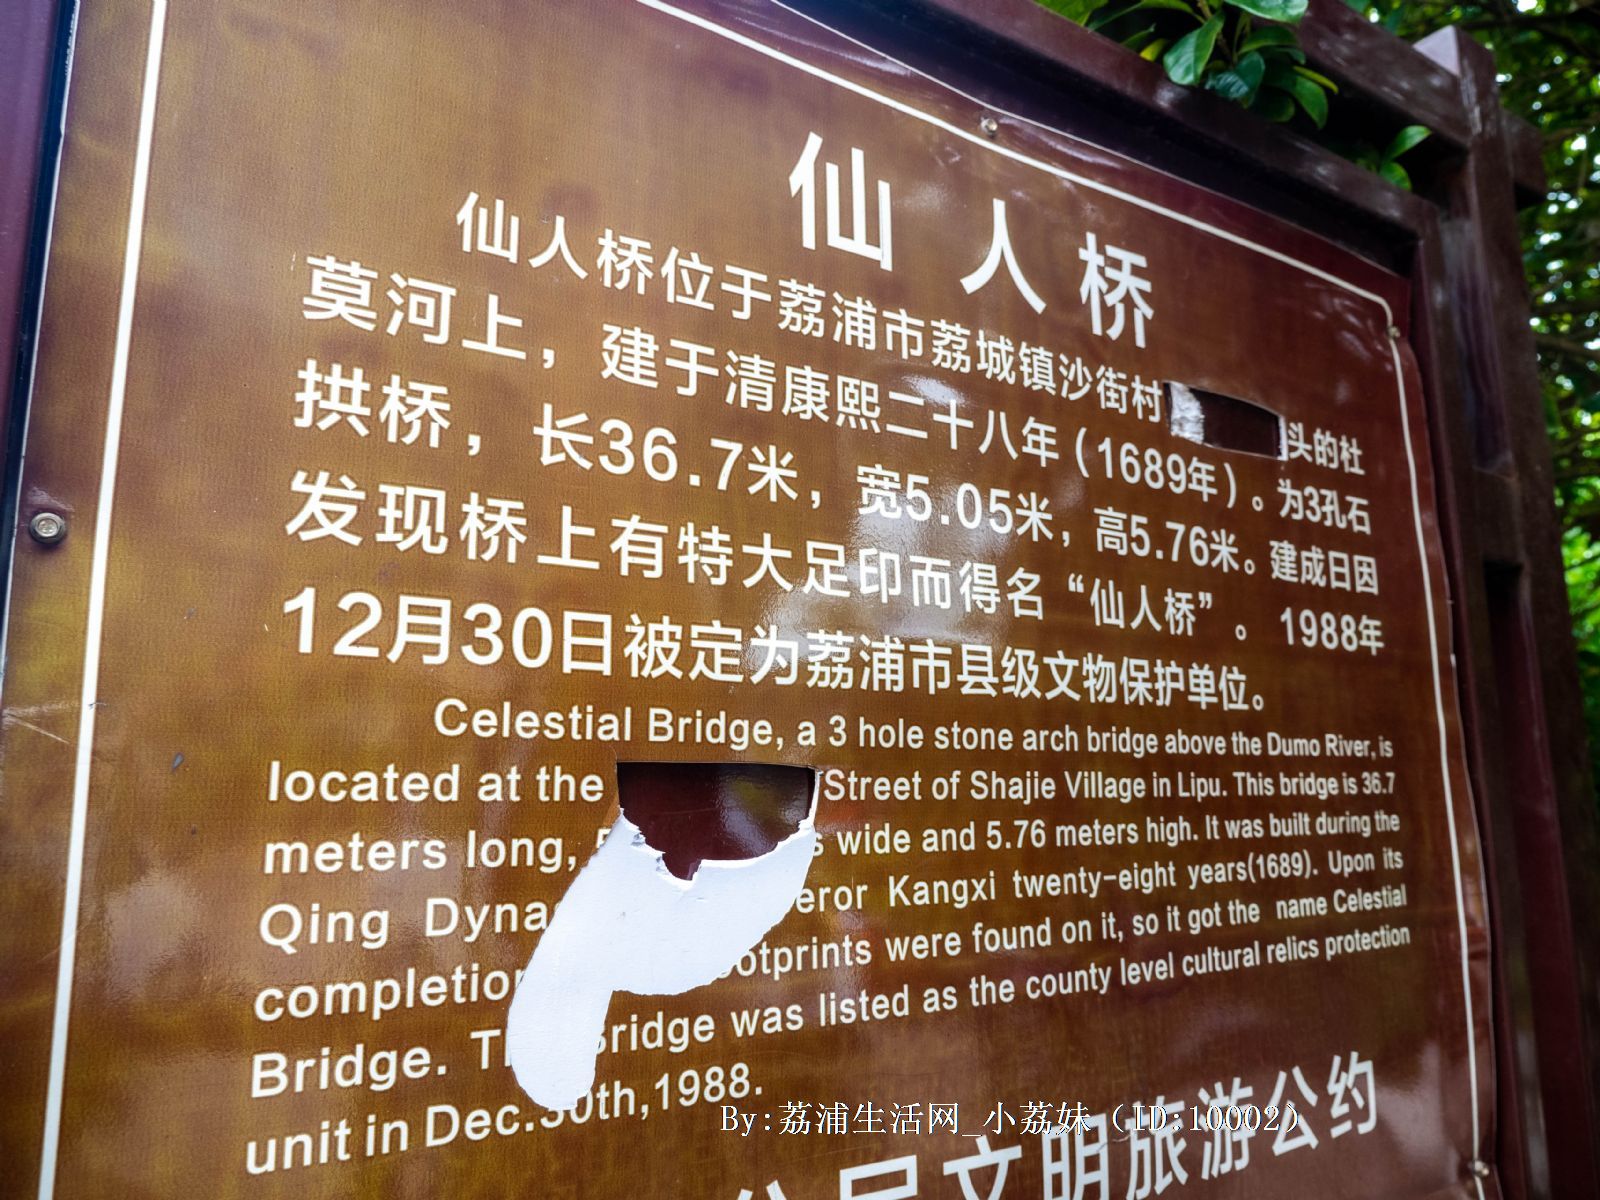 仙人桥
仙人桥位于荔浦市荔城镇沙街村 头的杜
莫河上，建于清康熙二十八年（1689年）。为3孔石
拱桥，长36.7米，宽5.05米，高5.76米。建成日因
发现桥上有特大足印而得名“仙人桥”。1988年
12月30日被定为荔浦市县级文物保护单位。
Celestial Bridge, a 3 hole stone arch bridge above the Dumo River, is
located at the Street of Shajie Village in Lipu. This bridge is 36.7
meters long, wide and 5.76 meters high. It was built during the
Qing Kangxi twenty-eight years(1689). Upon its
were found on it, so it got the name Celestial
Bridge. was listed as the county level cultural relics protection
unit in Dec.30th,1988.
文明旅游公约
By:荔浦生活网_小荔妹（ID:10002）